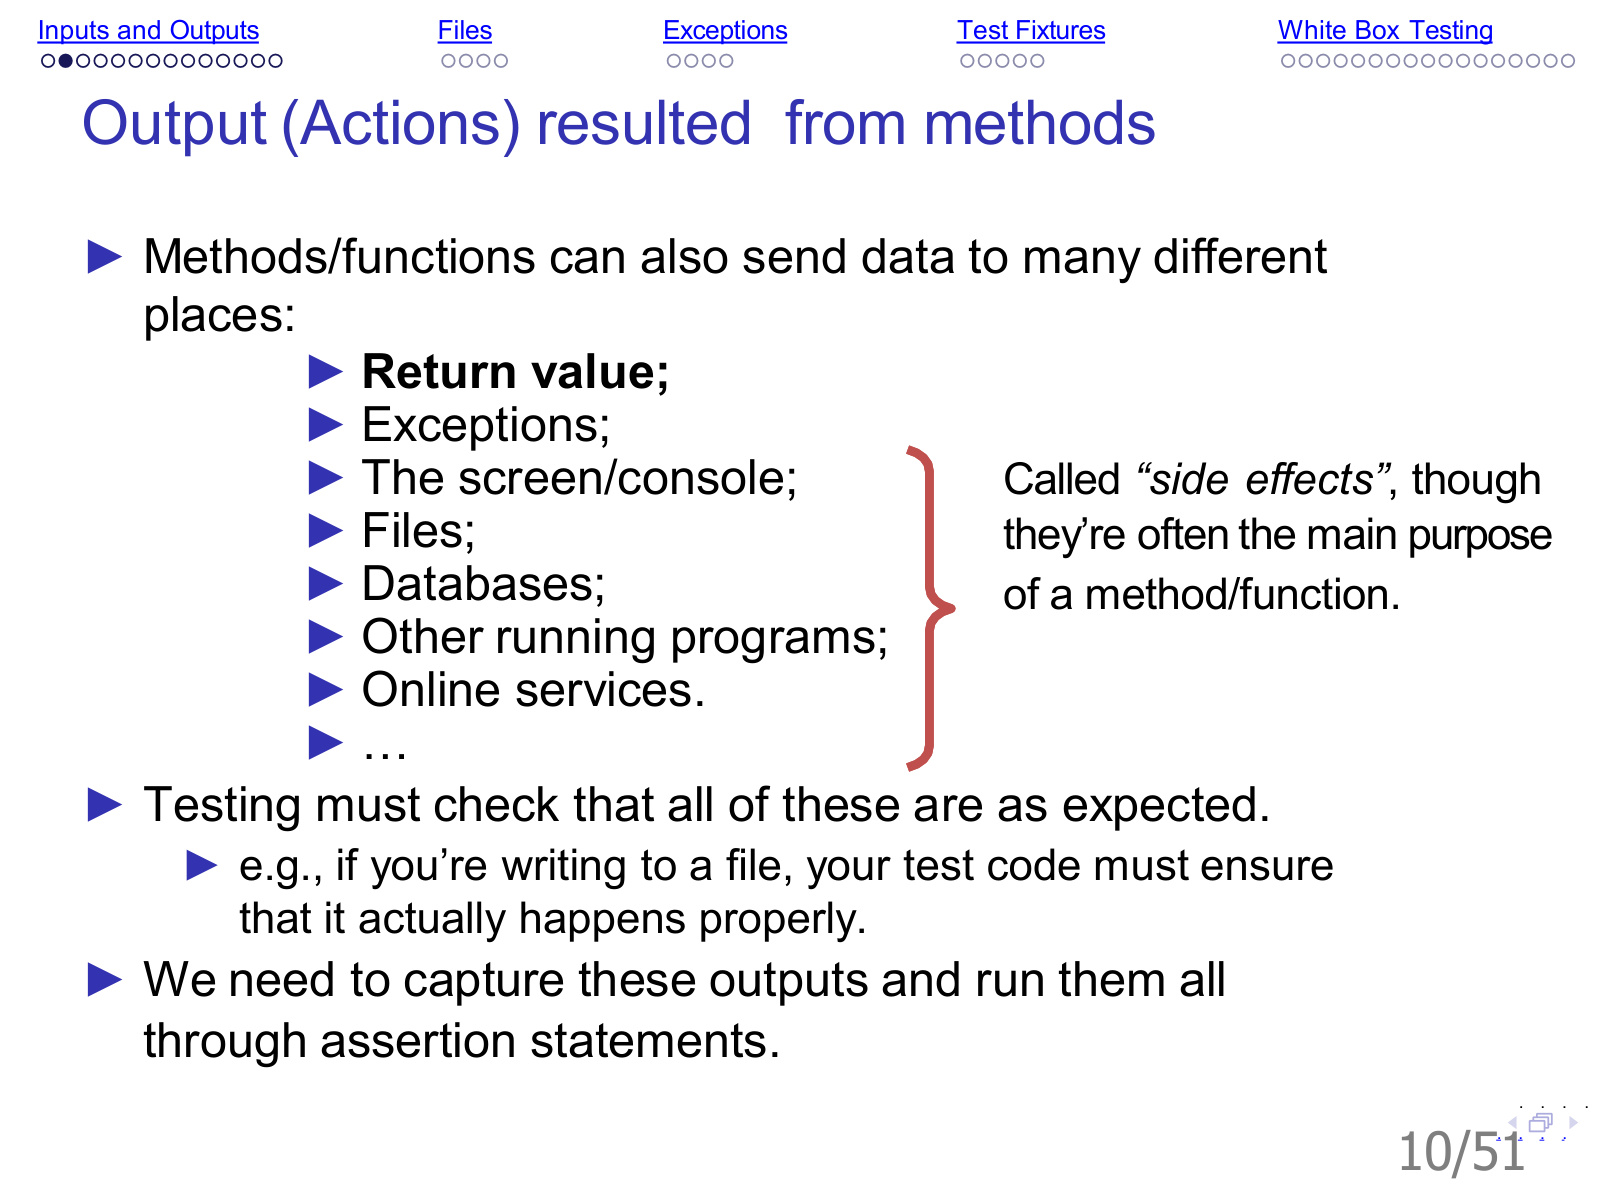 Inputs and Outputs Files Exceptions Test Fixtures White Box Testing
Output (Actions) resulted from methods
Methods/functions can also send data to many different
places:
Return value;
Exceptions;
The screen/console;
Files;
Databases;
Other running programs;
Online services.
…
Called “side effects”, though
they’re often the main purpose
of a method/function.
Testing must check that all of these are as expected.
e.g., if you’re writing to a file, your test code must ensure
that it actually happens properly.
We need to capture these outputs and run them all
through assertion statements.
10/51